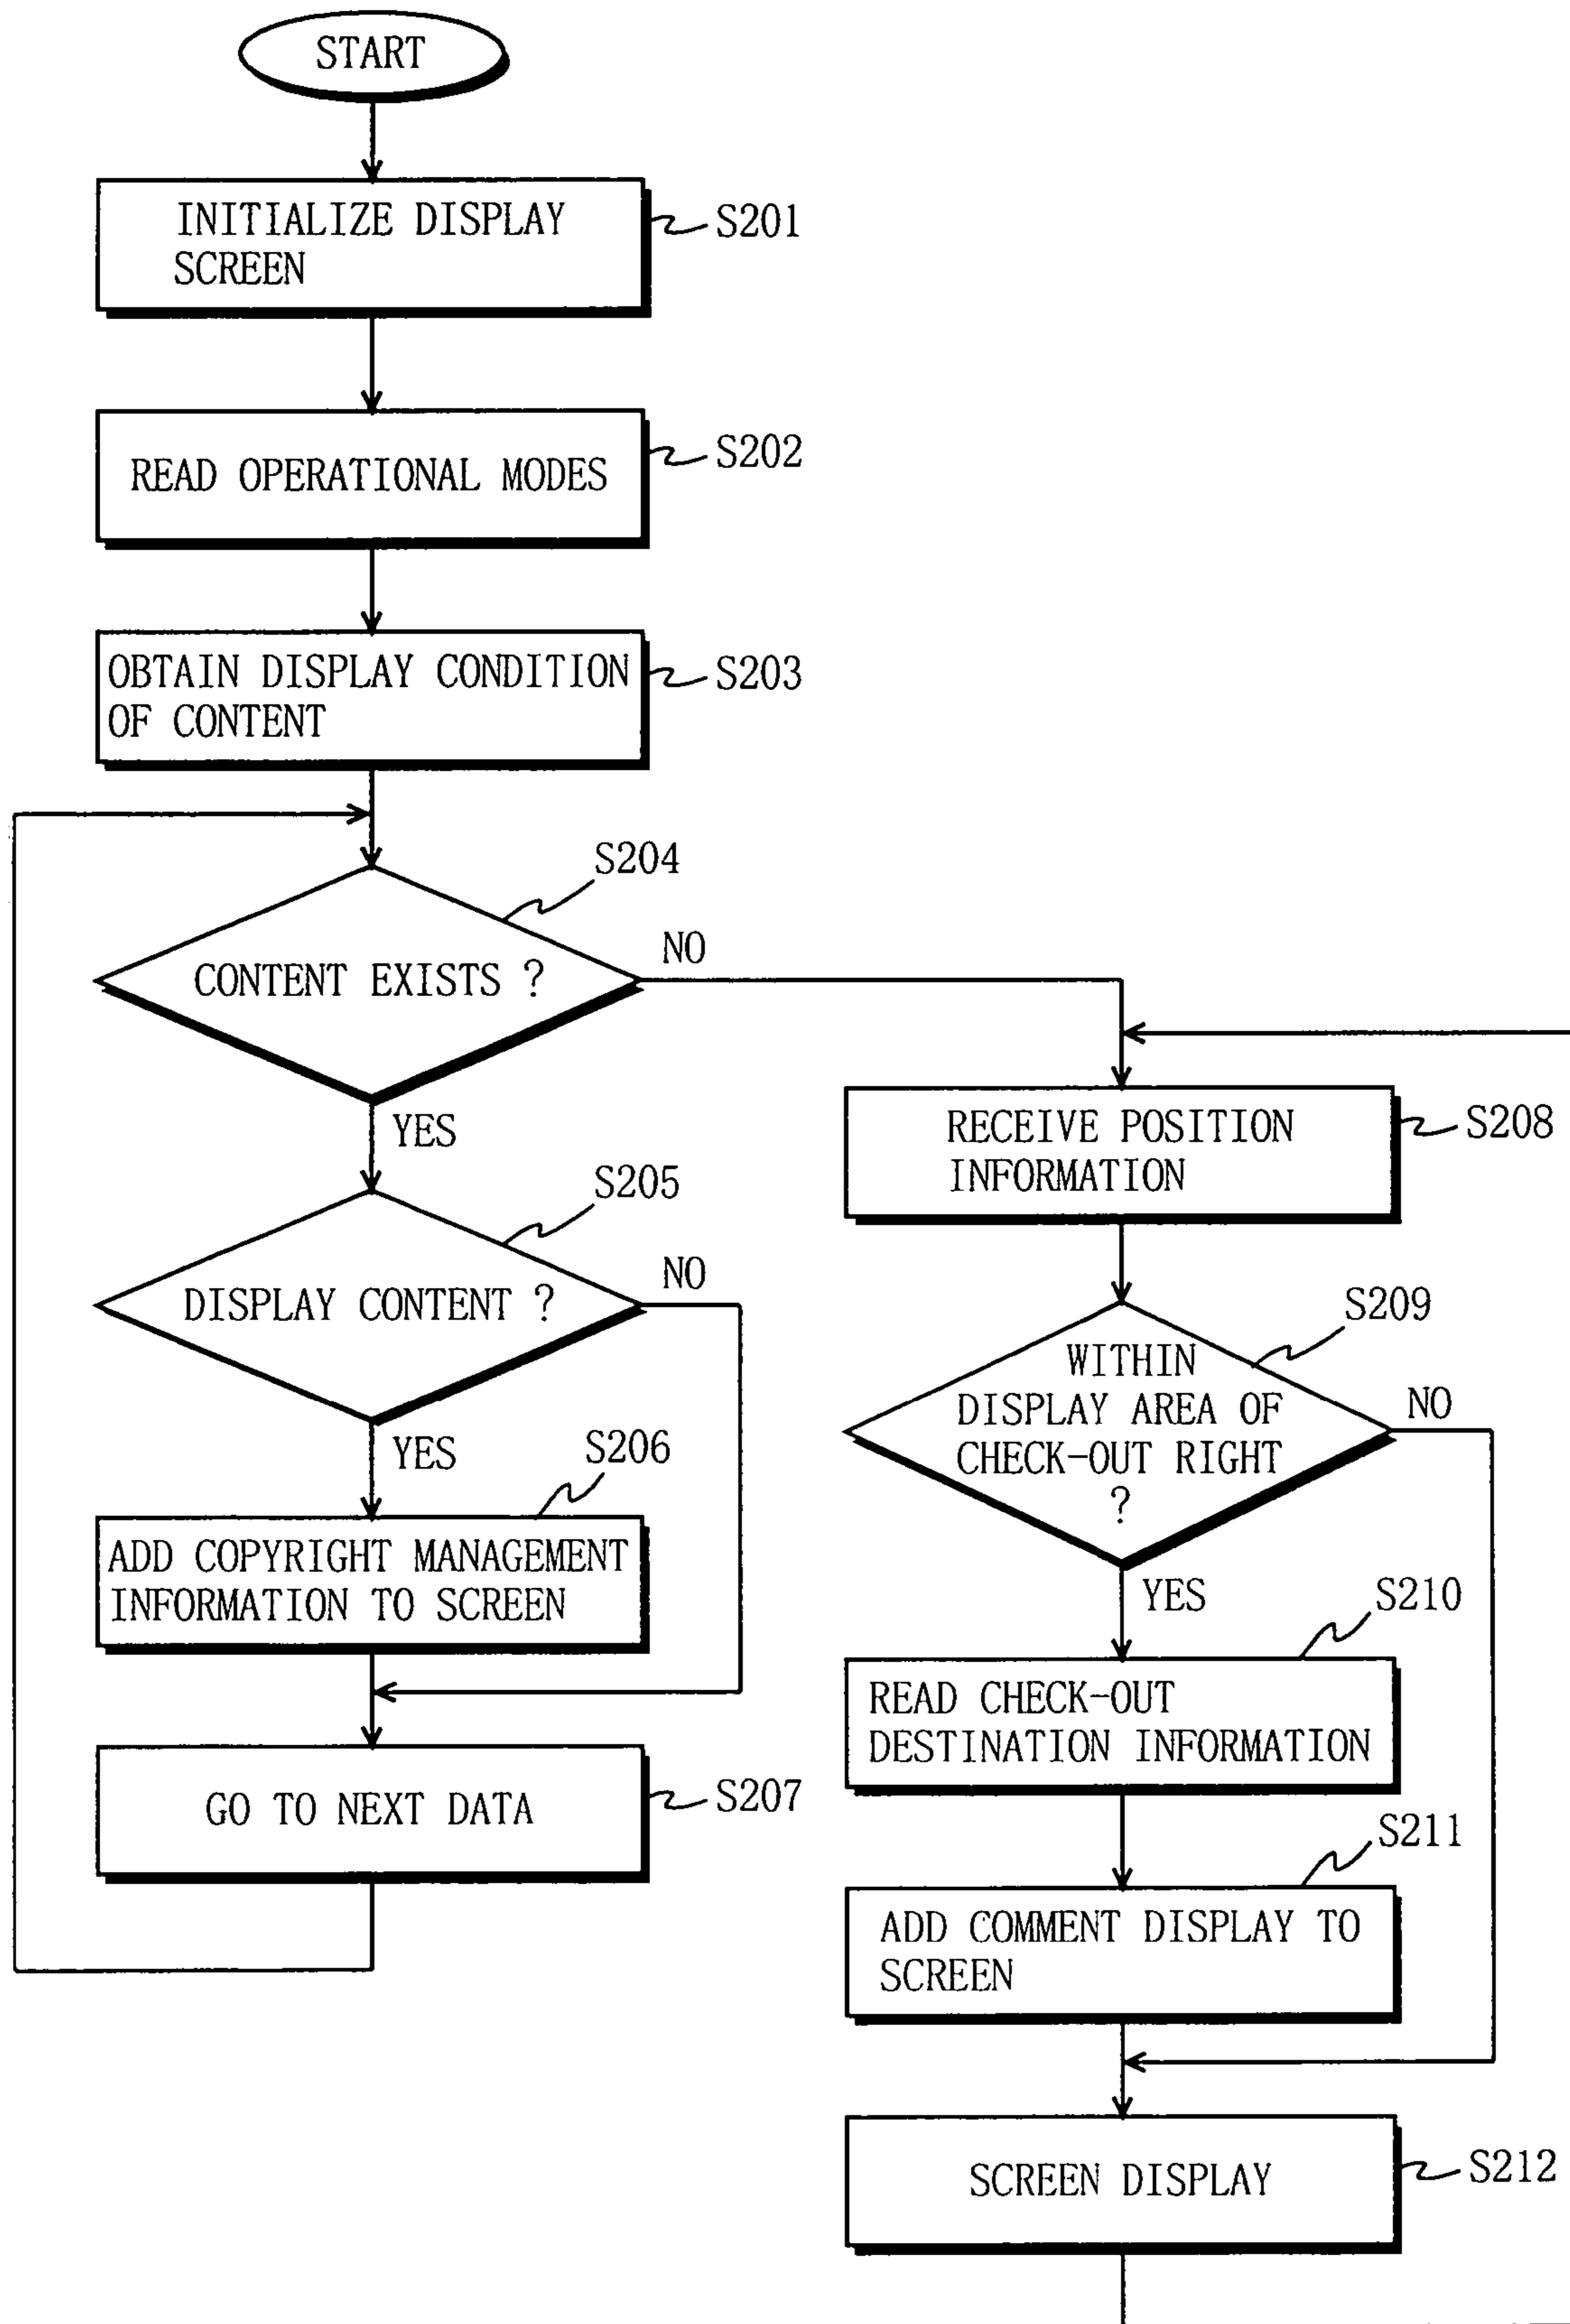 START
INITIALIZE DISPLAY
SCREEN
S201
READ OPERATIONAL MODES
S202
OBTAIN DISPLAY CONDITION
OF CONTENT
S203
S204
CONTENT EXISTS ?
NO
YES
S205
DISPLAY CONTENT ?
NO
YES
S206
ADD COPYRIGHT MANAGEMENT
INFORMATION TO SCREEN
GO TO NEXT DATA
S207
RECEIVE POSITION
INFORMATION
S208
S209
WITHIN
DISPLAY AREA OF
CHECK-OUT RIGHT
?
NO
YES
S210
READ CHECK-OUT
DESTINATION INFORMATION
S211
ADD COMMENT DISPLAY TO
SCREEN
SCREEN DISPLAY
S212